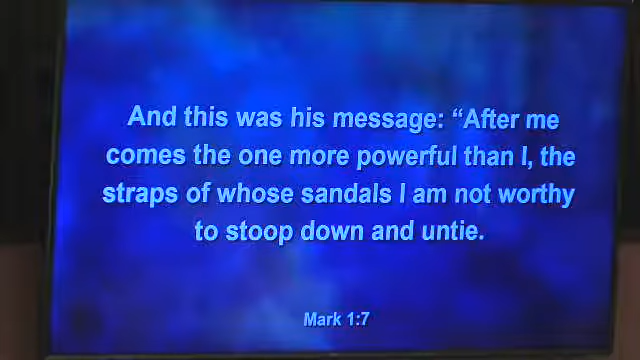 And this was his message: “After me
comes the one more powerful than I, the
straps of whose sandals I am not worthy
to stoop down and untie.
Mark 1:7